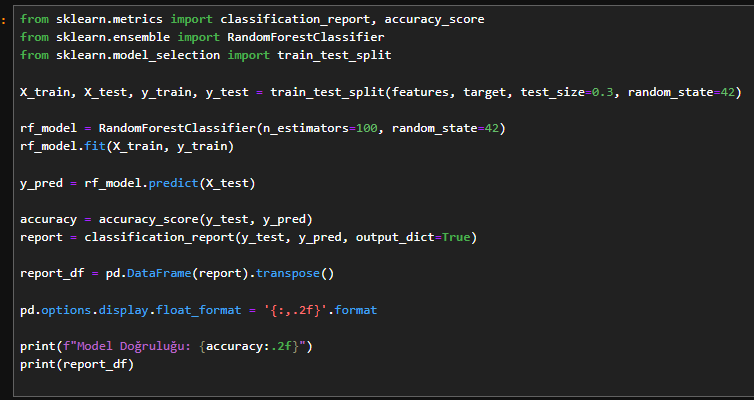 :
from sklearn.metrics import classification_report, accuracy_score
from sklearn.ensemble import RandomForestClassifier
from sklearn.model_selection import train_test_split
X_train, X_test, y_train, y_test = train_test_split(features, target, test_size=0.3, random_state=42)
rf_model = RandomForestClassifier(n_estimators=100, random_state=42)
rf_model.fit(X_train, y_train)
y_pred = rf_model.predict(X_test)
accuracy = accuracy_score(y_test, y_pred)
report = classification_report(y_test, y_pred, output_dict=True)
report_df = pd.DataFrame(report).transpose()
pd.options.display.float_format = '{:,.2f}'.format
print(f"Model Doğruluğu: {accuracy:.2f}")
print(report_df)